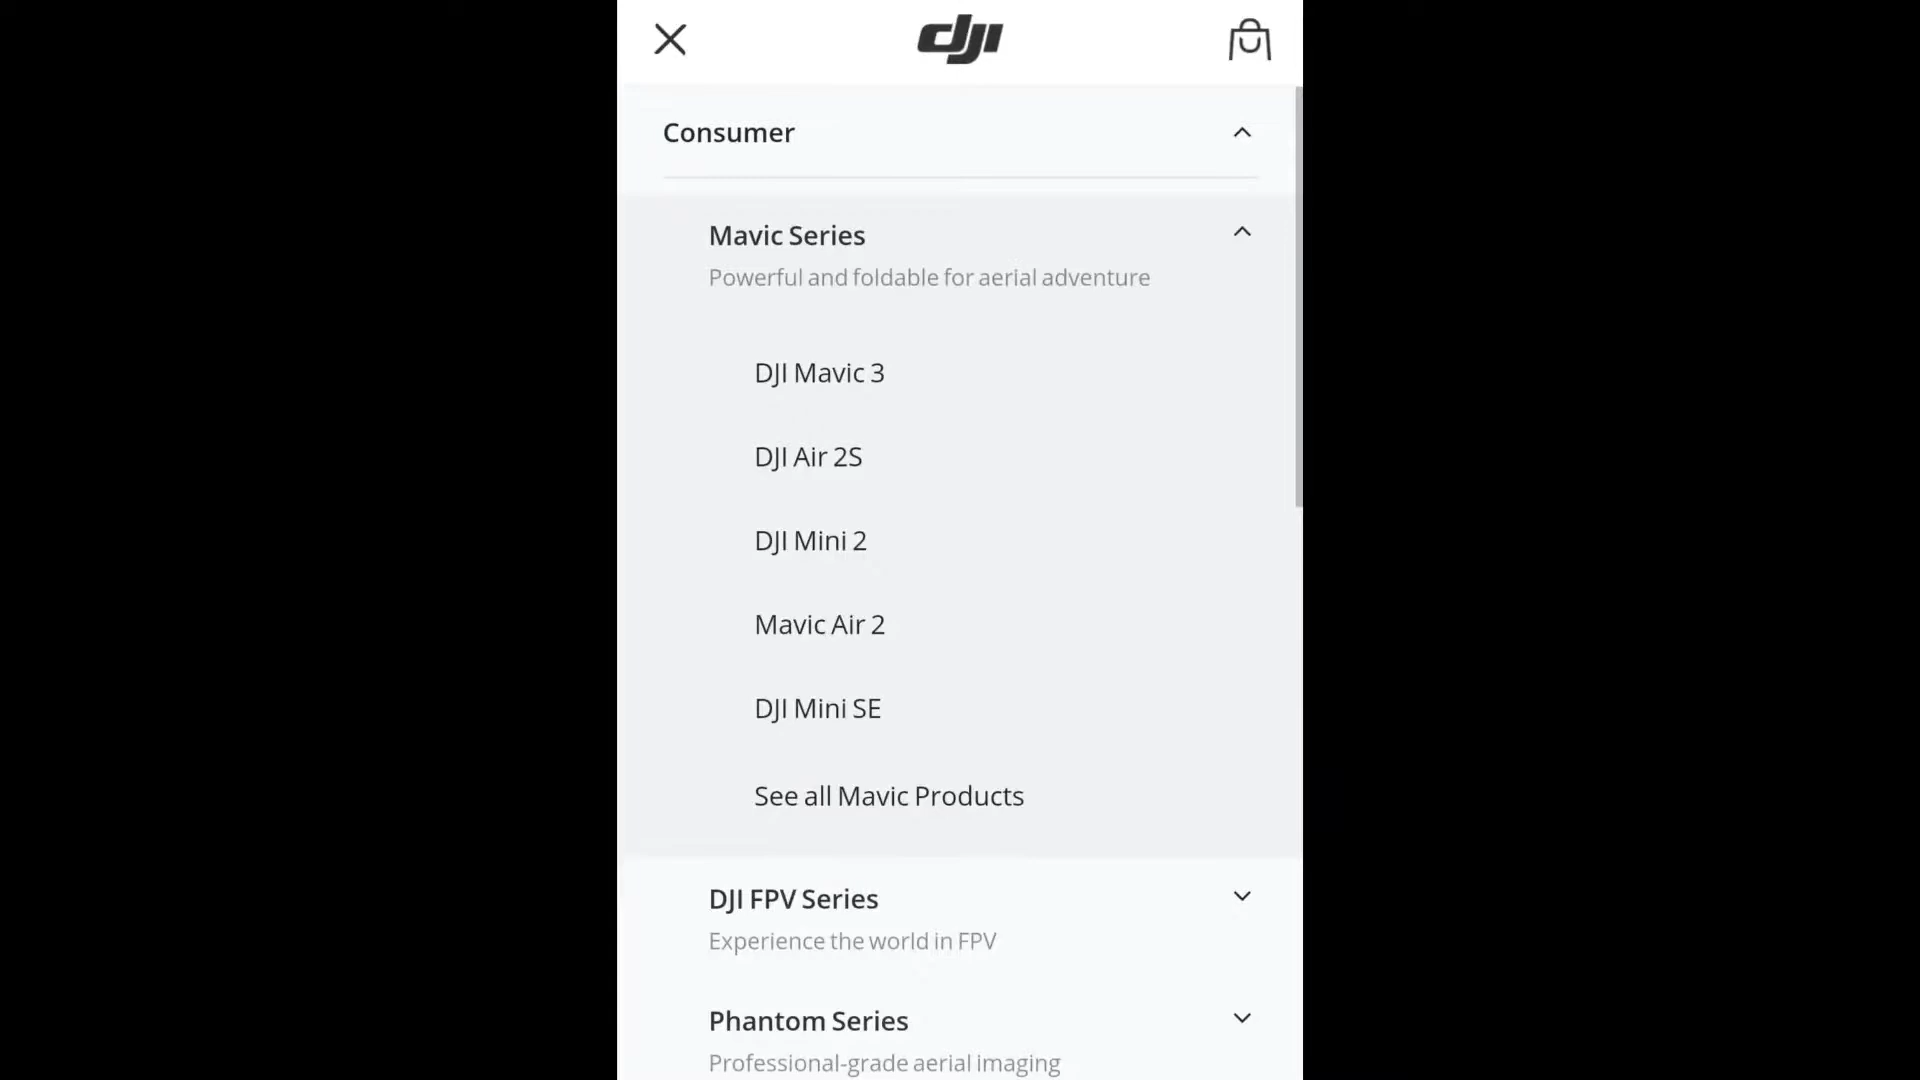 dji
Consumer
Mavic Series
Powerful and foldable for aerial adventure
DJI Mavic 3
DJI Air 2S
DJI Mini 2
Mavic Air 2
DJI Mini SE
See all Mavic Products
DJI FPV Series
Experience the world in FPV
Phantom Series
Professional-grade aerial imaging